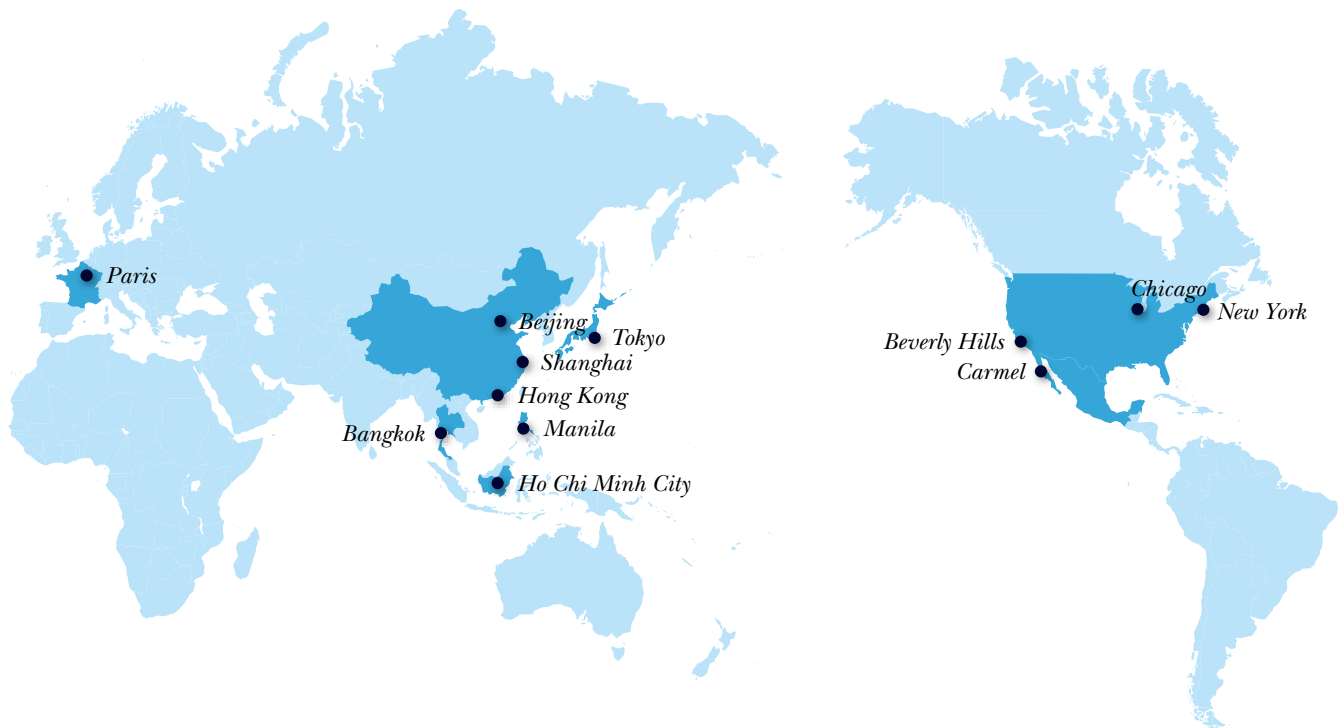 Paris
Chicago
New York
Beijing
Tokyo
Beverly Hills
Shanghai
Carmel
Hong Kong
Manila
Bangkok
Ho Chi Minh City